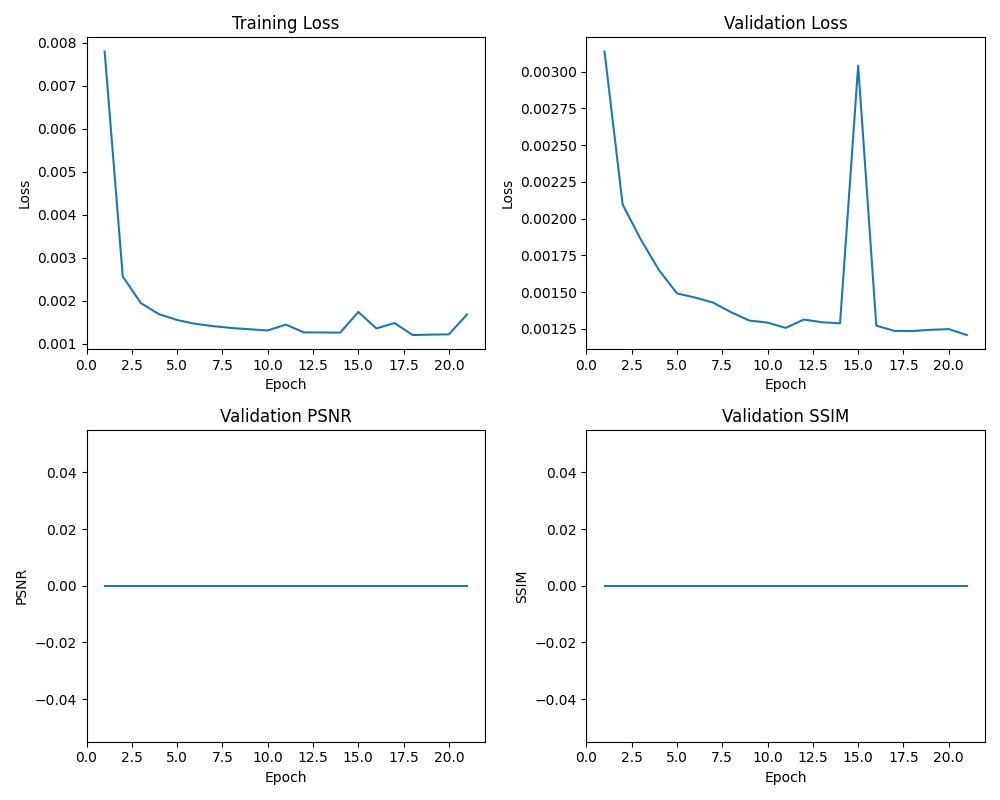 Training Loss
Validation Loss
0.008
0.007
0.006
0.005
0.004
0.003
0.002
0.001
Loss
0.0 2.5 5.0 7.5 10.0 12.5 15.0 17.5 20.0
Epoch
0.00300
0.00275
0.00250
0.00225
0.00200
0.00175
0.00150
0.00125
Loss
0.0 2.5 5.0 7.5 10.0 12.5 15.0 17.5 20.0
Epoch
Validation PSNR
Validation SSIM
0.04
0.02
0.00
−0.02
−0.04
PSNR
0.0 2.5 5.0 7.5 10.0 12.5 15.0 17.5 20.0
Epoch
0.04
0.02
0.00
−0.02
−0.04
SSIM
0.0 2.5 5.0 7.5 10.0 12.5 15.0 17.5 20.0
Epoch